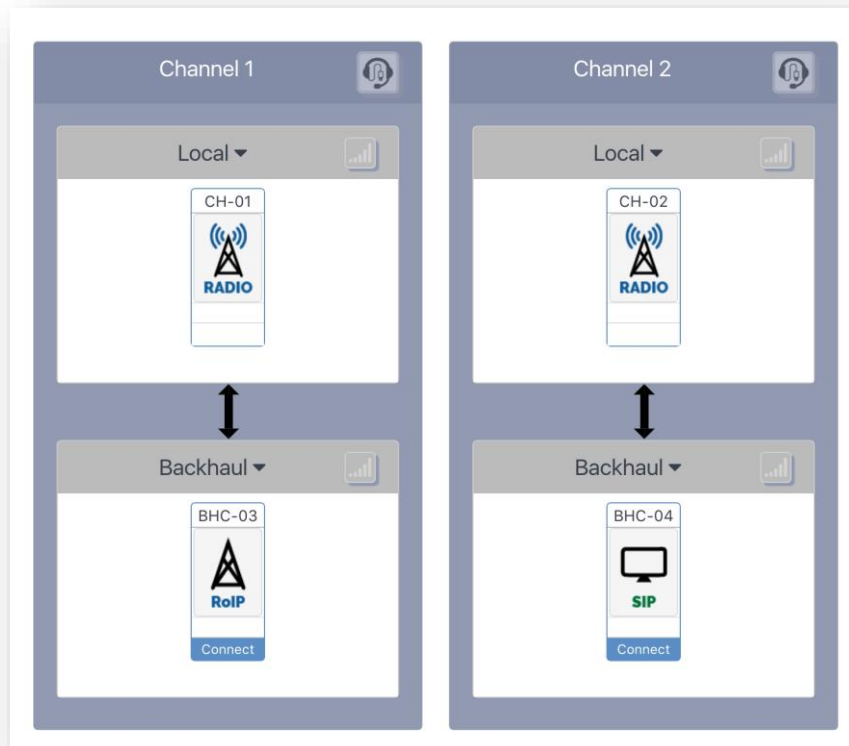 Channel 1
Local
CH-01
RADIO
Backhaul
BHC-03
RoIP
Connect
Channel 2
Local
CH-02
RADIO
Backhaul
BHC-04
SIP
Connect